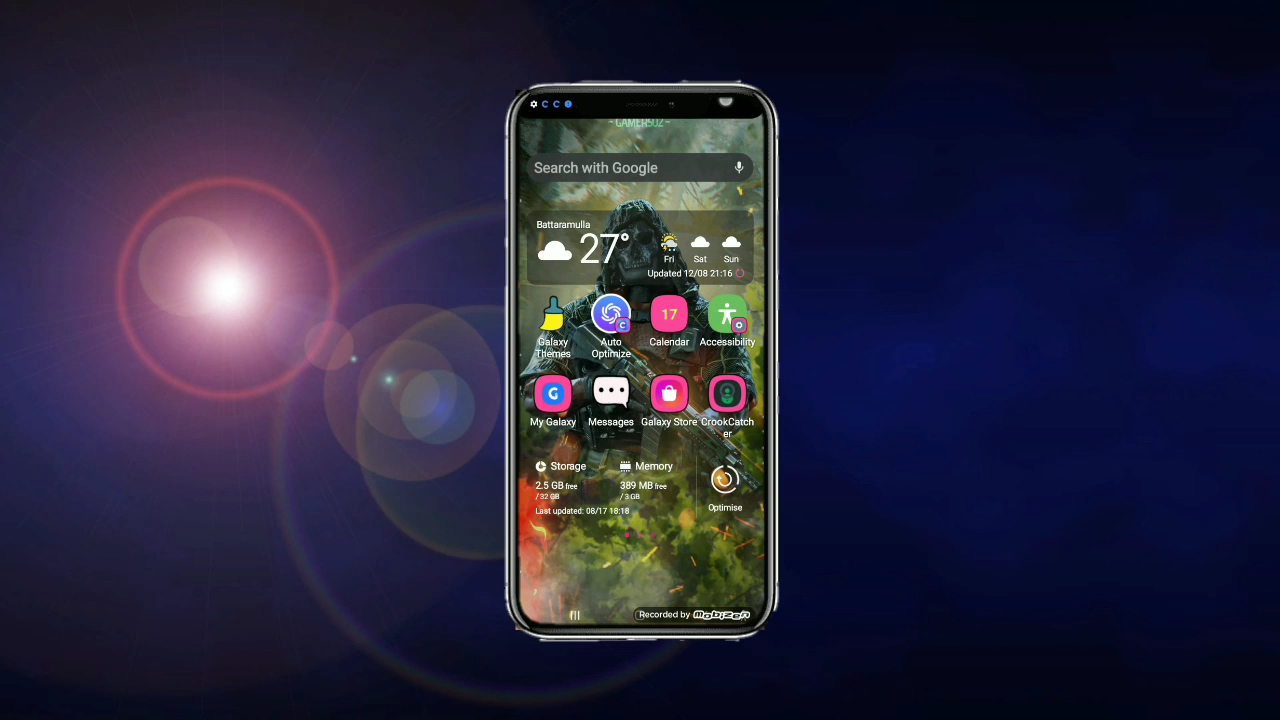 -GAMERSOZ-
Search with Google
Battaramulla
27°
Fri Sat Sun
Updated 12/08 21:16
17
Galaxy Themes
Auto Optimize
Calendar
Accessibility
My Galaxy
Messages
Galaxy Store
CrookCatch
er
Storage
2.5 GB free
/ 32 GB
Memory
389 MB free
/ 3 GB
Last updated: 08/17 18:18
Optimise
Recorded by Mobizen